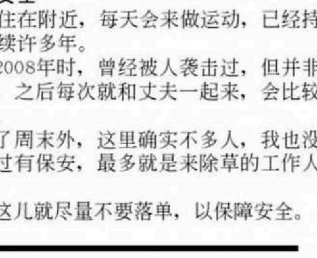 住在附近，每天会来做运动，已经持
续许多年。
2008年时，曾经被人袭击过，但并非
，之后每次就和丈夫一起来，会比较
了周末外，这里确实不多人，我也没
过有保安，最多就是来除草的工作人
这儿就尽量不要落单，以保障安全。